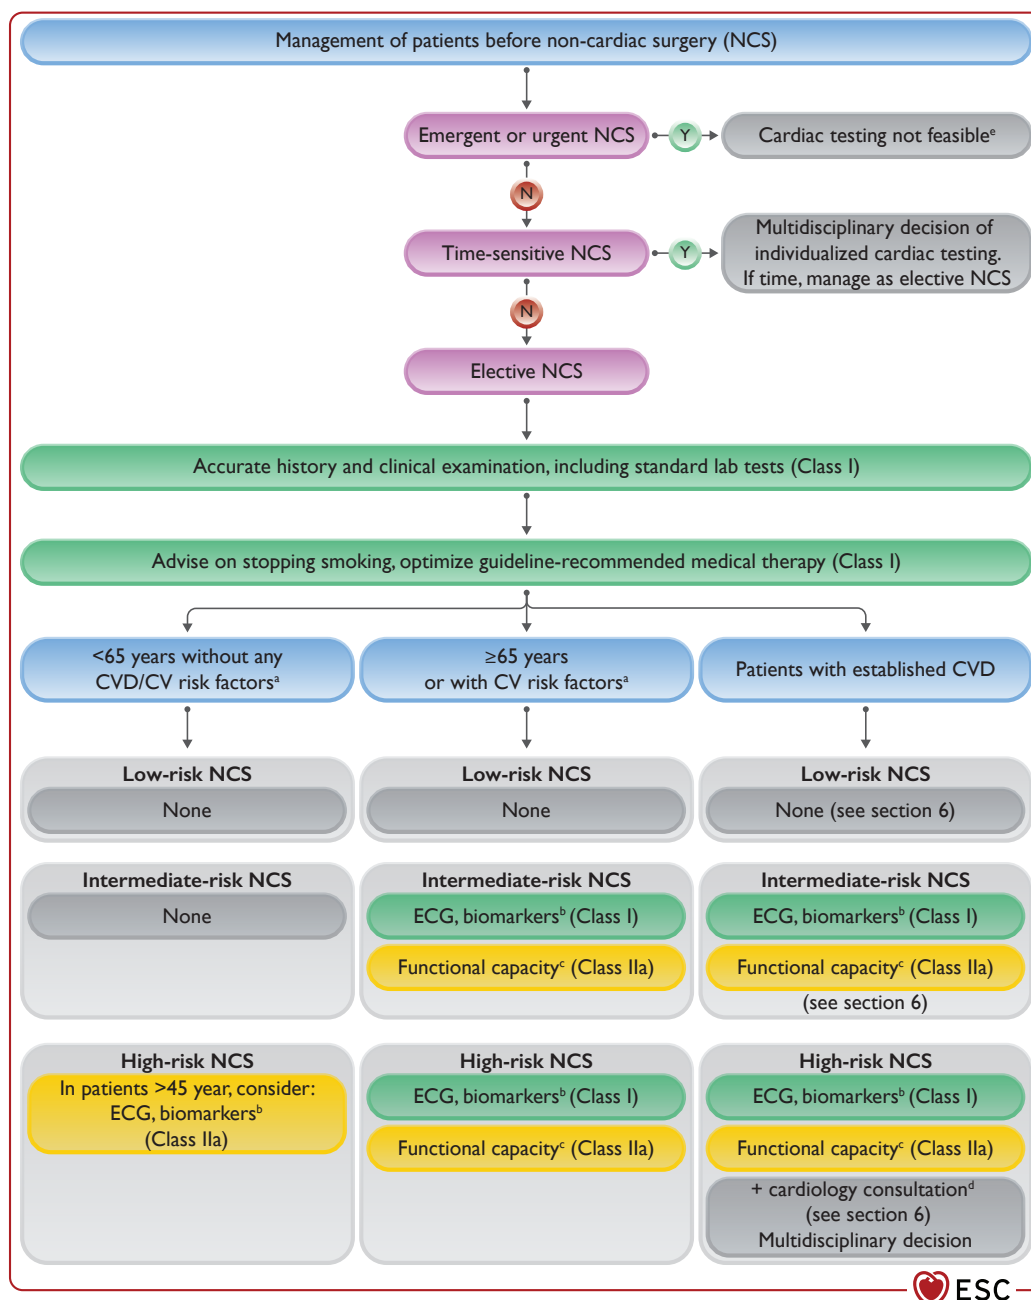 Management of patients before non-cardiac surgery (NCS)
Emergent or urgent NCS
Y
Cardiac testing not feasibleᵉ
N
Time-sensitive NCS
Y
Multidisciplinary decision of
individualized cardiac testing.
If time, manage as elective NCS
N
Elective NCS
Accurate history and clinical examination, including standard lab tests (Class I)
Advise on stopping smoking, optimize guideline-recommended medical therapy (Class I)
<65 years without any
CVD/CV risk factorsᵃ
Low-risk NCS
None
Intermediate-risk NCS
None
High-risk NCS
In patients >45 year, consider:
ECG, biomarkersᵇ
(Class IIa)
≥65 years
or with CV risk factorsᵃ
Low-risk NCS
None
Intermediate-risk NCS
ECG, biomarkersᵇ (Class I)
Functional capacityᶜ (Class IIa)
High-risk NCS
ECG, biomarkersᵇ (Class I)
Functional capacityᶜ (Class IIa)
Patients with established CVD
Low-risk NCS
None (see section 6)
Intermediate-risk NCS
ECG, biomarkersᵇ (Class I)
Functional capacityᶜ (Class IIa)
(see section 6)
High-risk NCS
ECG, biomarkersᵇ (Class I)
Functional capacityᶜ (Class IIa)
+ cardiology consultationᵈ
(see section 6)
Multidisciplinary decision
ESC